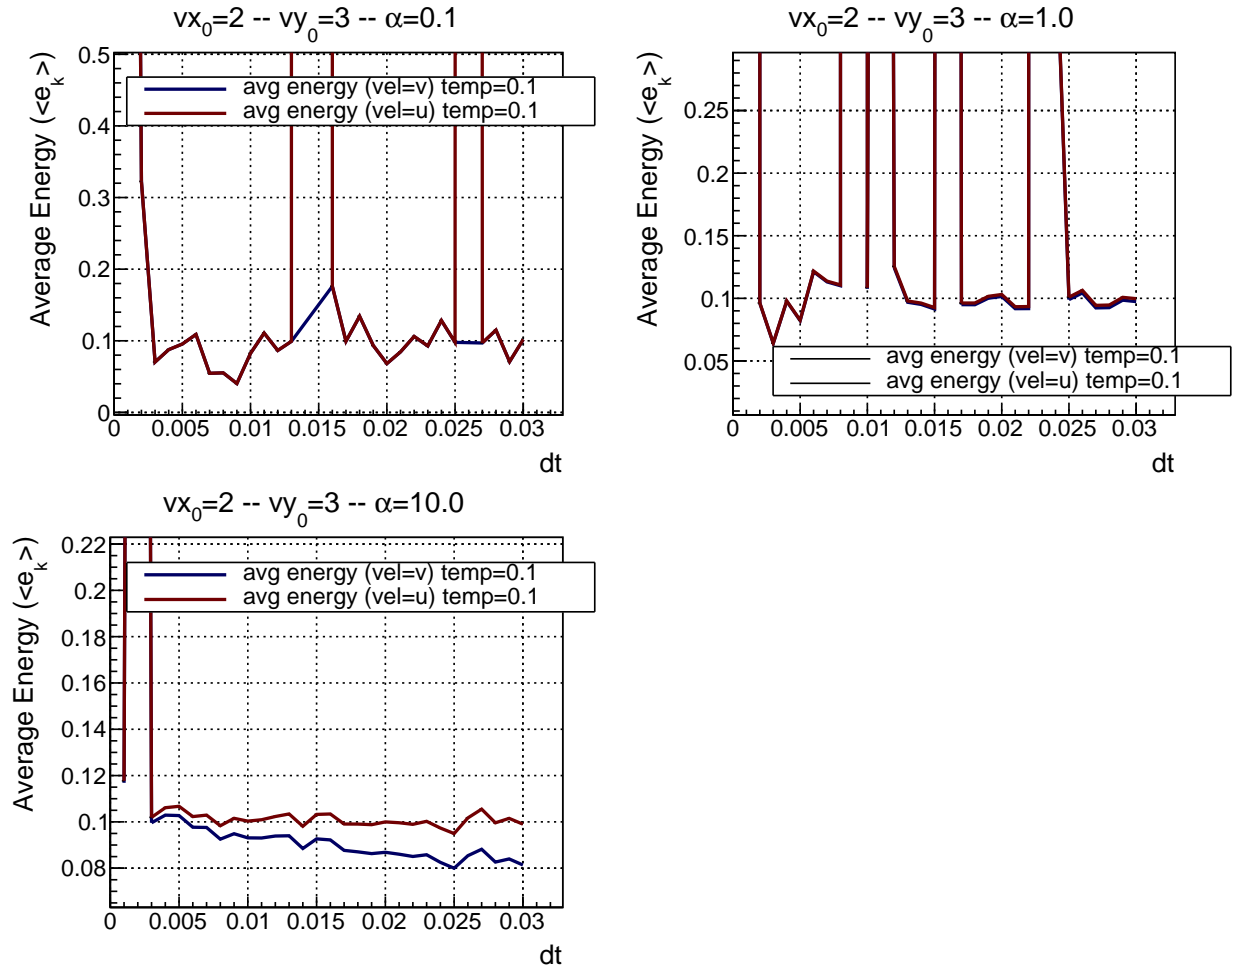 vx0=2 -- vy0=3 -- α=0.1
Average Energy (<ek>)
0.5
0.4
0.3
0.2
0.1
0
avg energy (vel=v) temp=0.1
avg energy (vel=u) temp=0.1
0 0.005 0.01 0.015 0.02 0.025 0.03
dt
vx0=2 -- vy0=3 -- α=1.0
Average Energy (<ek>)
0.25
0.2
0.15
0.1
0.05
avg energy (vel=v) temp=0.1
avg energy (vel=u) temp=0.1
0 0.005 0.01 0.015 0.02 0.025 0.03
dt
vx0=2 -- vy0=3 -- α=10.0
Average Energy (<ek>)
0.22
0.2
0.18
0.16
0.14
0.12
0.1
0.08
avg energy (vel=v) temp=0.1
avg energy (vel=u) temp=0.1
0 0.005 0.01 0.015 0.02 0.025 0.03
dt